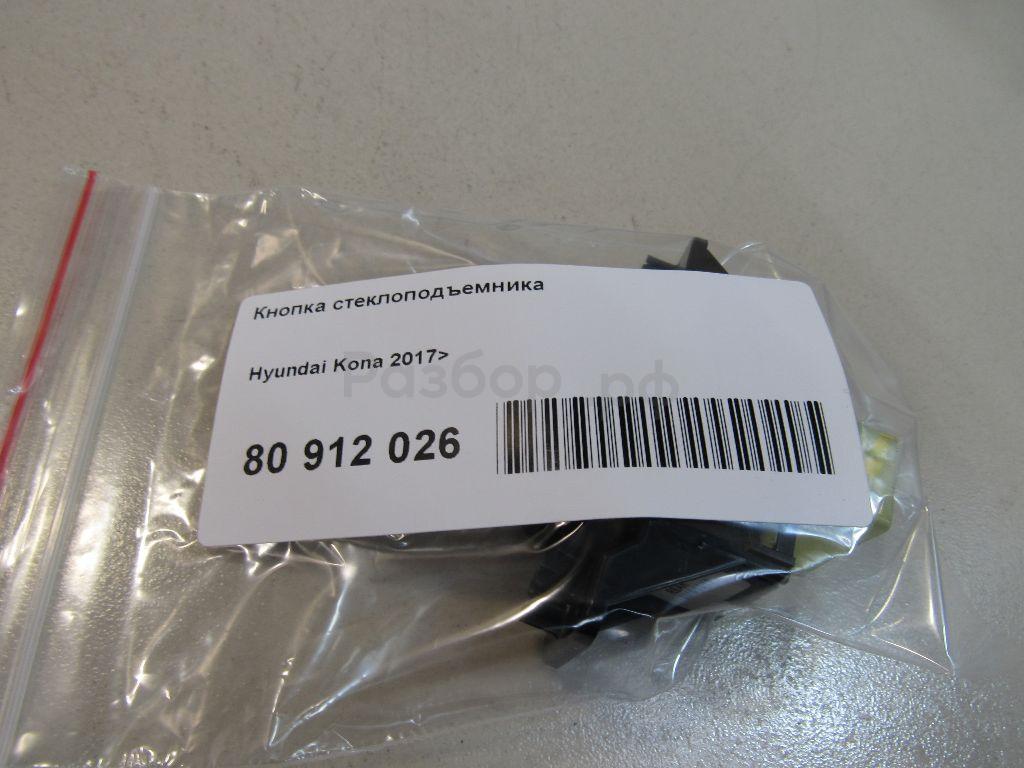 Кнопка стеклоподъемника
Hyundai Kona 2017>
Разбор.рф
80 912 026